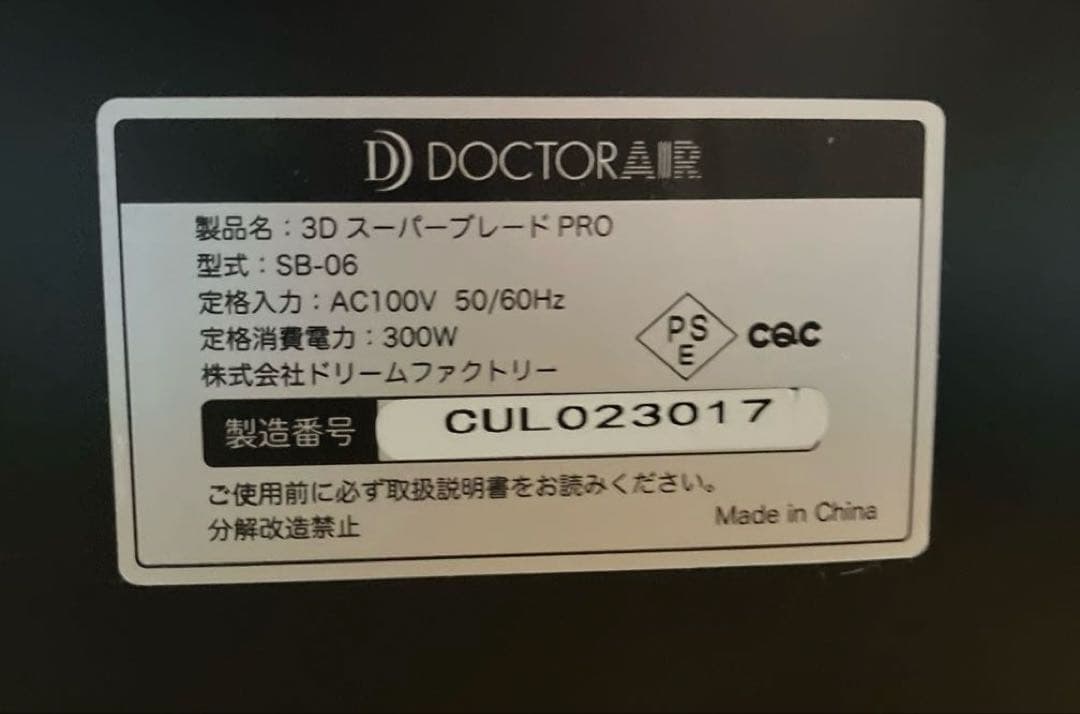 DOCTORAIR
製品名：3D スーパーブレード PRO
型式：SB-06
定格入力：AC100V 50/60Hz
定格消費電力：300W
PS
E
CQC
株式会社ドリームファクトリー
製造番号 CUL023017
ご使用前に必ず取扱説明書をお読みください。
分解改造禁止
Made in China